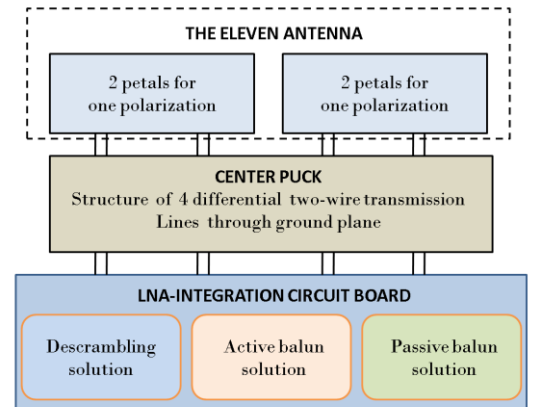 THE ELEVEN ANTENNA
2 petals for
one polarization
2 petals for
one polarization
CENTER PUCK
Structure of 4 differential two-wire transmission
Lines through ground plane
LNA-INTEGRATION CIRCUIT BOARD
Descrambling
solution
Active balun
solution
Passive balun
solution